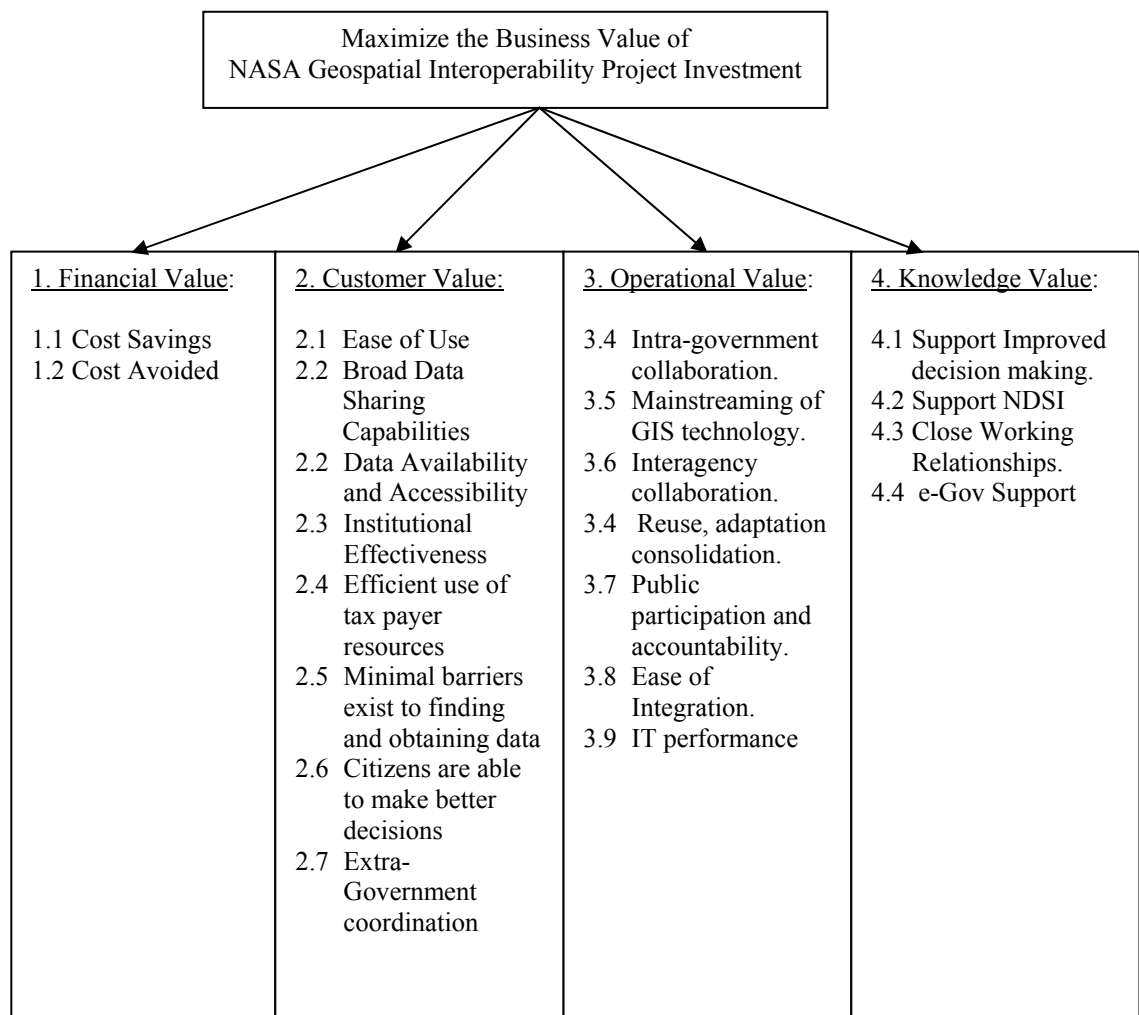 Maximize the Business Value of
NASA Geospatial Interoperability Project Investment
1. Financial Value:
1.1 Cost Savings
1.2 Cost Avoided
2. Customer Value:
2.1 Ease of Use
2.2 Broad Data
Sharing
Capabilities
2.2 Data Availability
and Accessibility
2.3 Institutional
Effectiveness
2.4 Efficient use of
tax payer
resources
2.5 Minimal barriers
exist to finding
and obtaining data
2.6 Citizens are able
to make better
decisions
2.7 Extra-
Government
coordination
3. Operational Value:
3.4 Intra-government
collaboration.
3.5 Mainstreaming of
GIS technology.
3.6 Interagency
collaboration.
3.4 Reuse, adaptation
consolidation.
3.7 Public
participation and
accountability.
3.8 Ease of
Integration.
3.9 IT performance
4. Knowledge Value:
4.1 Support Improved
decision making.
4.2 Support NDSI
4.3 Close Working
Relationships.
4.4 e-Gov Support